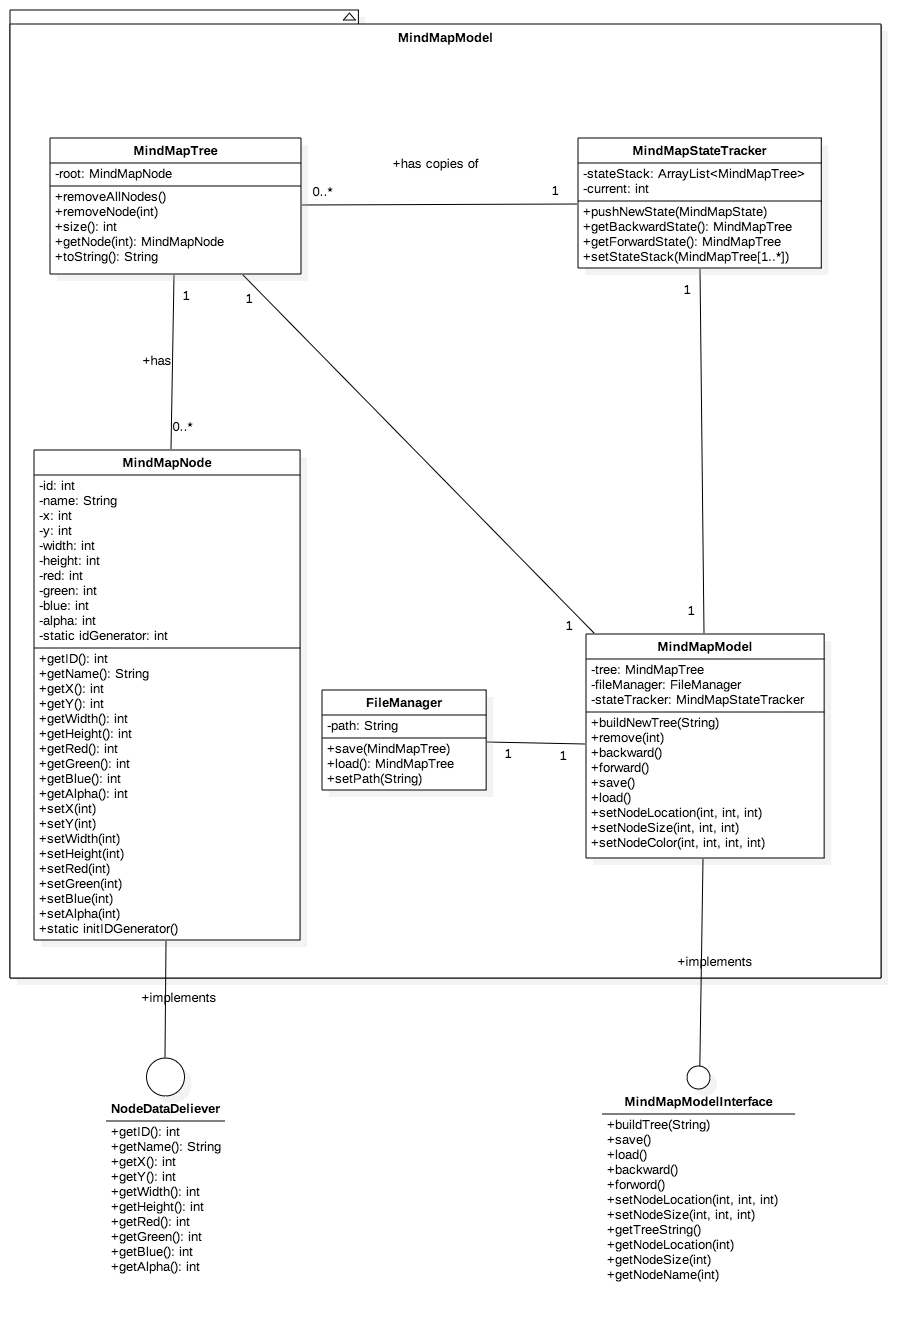 MindMapModel
MindMapTree
-root: MindMapNode
+removeAllNodes()
+removeNode(int)
+size(): int
+getNode(int): MindMapNode
+toString(): String
+has copies of
0..*
1
MindMapStateTracker
-stateStack: ArrayList<MindMapTree>
-current: int
+pushNewState(MindMapState)
+getBackwardState(): MindMapTree
+getForwardState(): MindMapTree
+setStateStack(MindMapTree[1..*])
1
1
1
+has
0..*
MindMapNode
-id: int
-name: String
-x: int
-y: int
-width: int
-height: int
-red: int
-green: int
-blue: int
-alpha: int
-static idGenerator: int
+getID(): int
+getName(): String
+getX(): int
+getY(): int
+getWidth(): int
+getHeight(): int
+getRed(): int
+getGreen(): int
+getBlue(): int
+getAlpha(): int
+setX(int)
+setY(int)
+setWidth(int)
+setHeight(int)
+setRed(int)
+setGreen(int)
+setBlue(int)
+setAlpha(int)
+static initIDGenerator()
1
1
FileManager
-path: String
+save(MindMapTree)
+load(): MindMapTree
+setPath(String)
1
1
MindMapModel
-tree: MindMapTree
-fileManager: FileManager
-stateTracker: MindMapStateTracker
+buildNewTree(String)
+remove(int)
+backward()
+forward()
+save()
+load()
+setNodeLocation(int, int, int)
+setNodeSize(int, int, int)
+setNodeColor(int, int, int, int)
+implements
+implements
NodeDataDeliever
+getID(): int
+getName(): String
+getX(): int
+getY(): int
+getWidth(): int
+getHeight(): int
+getRed(): int
+getGreen(): int
+getBlue(): int
+getAlpha(): int
MindMapModelInterface
+buildTree(String)
+save()
+load()
+backward()
+forword()
+setNodeLocation(int, int, int)
+setNodeSize(int, int, int)
+getTreeString()
+getNodeLocation(int)
+getNodeSize(int)
+getNodeName(int)